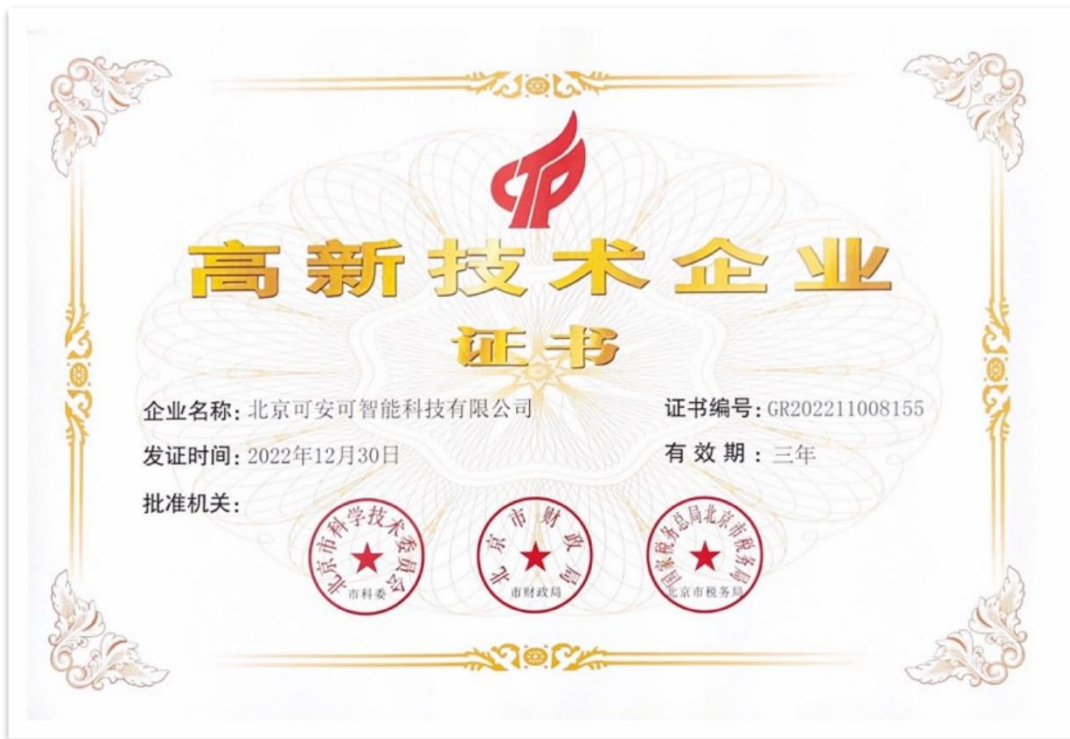 高新技术企业
证书
企业名称：北京可安可智能科技有限公司
证书编号：GR202211008155
发证时间：2022年12月30日
有效期：三年
批准机关：
北京市科学技术委员会
市科委
北京市财政局
市财政局
国家税务总局北京市税务局
北京市税务局